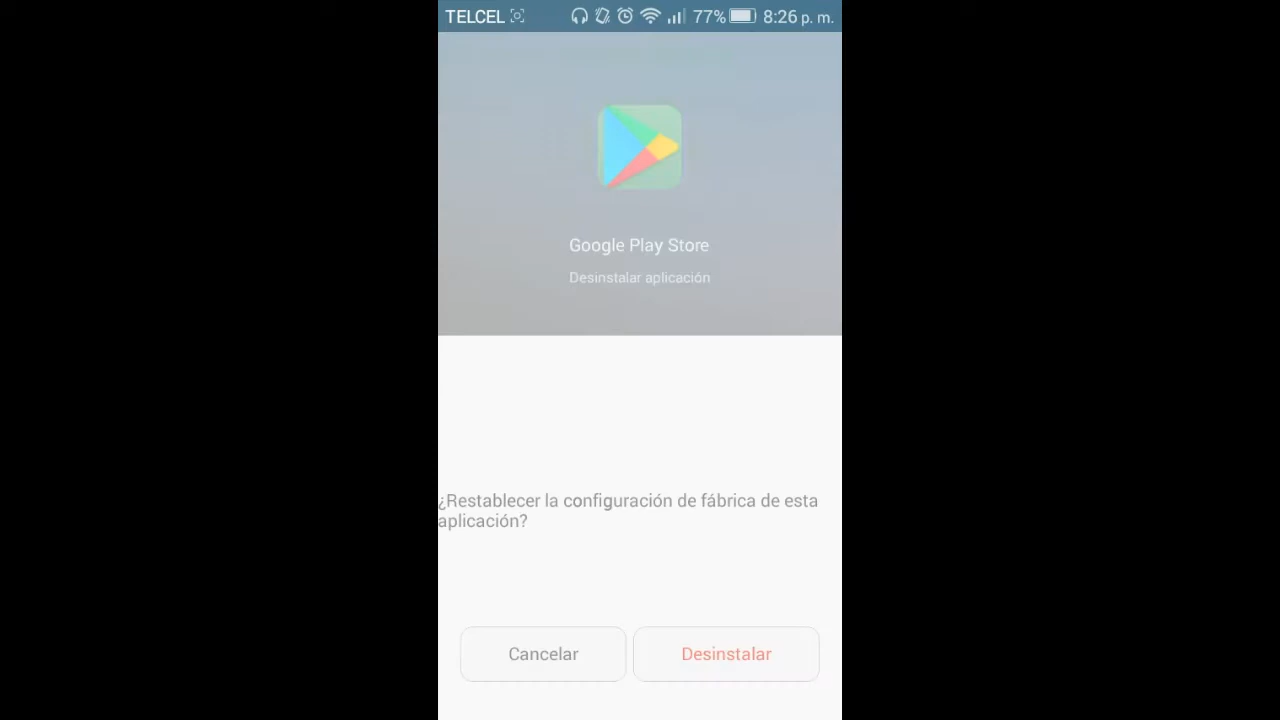 TELCEL 77% 8:26 p. m.
Google Play Store
Desinstalar aplicación
¿Restablecer la configuración de fábrica de esta
aplicación?
Cancelar Desinstalar